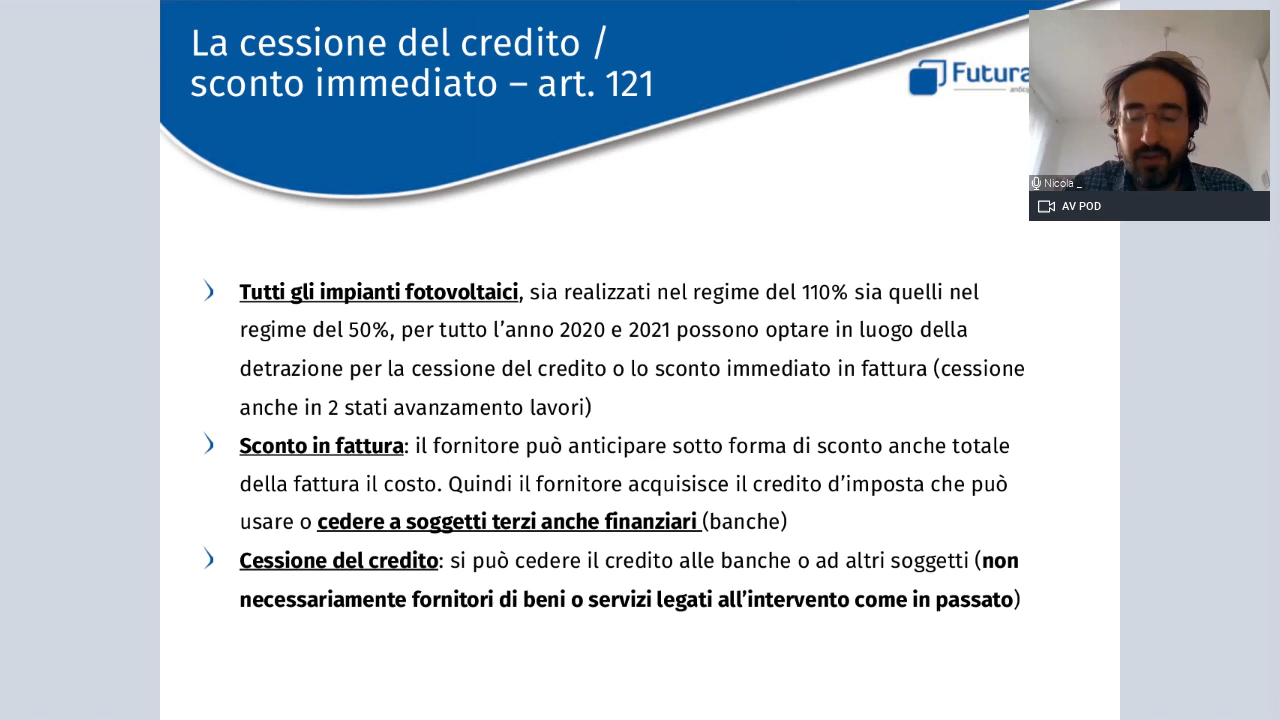 La cessione del credito /
sconto immediato – art. 121
Futura
Nicola _
AV POD
Tutti gli impianti fotovoltaici, sia realizzati nel regime del 110% sia quelli nel
regime del 50%, per tutto l’anno 2020 e 2021 possono optare in luogo della
detrazione per la cessione del credito o lo sconto immediato in fattura (cessione
anche in 2 stati avanzamento lavori)
Sconto in fattura: il fornitore può anticipare sotto forma di sconto anche totale
della fattura il costo. Quindi il fornitore acquisisce il credito d’imposta che può
usare o cedere a soggetti terzi anche finanziari (banche)
Cessione del credito: si può cedere il credito alle banche o ad altri soggetti (non
necessariamente fornitori di beni o servizi legati all’intervento come in passato)